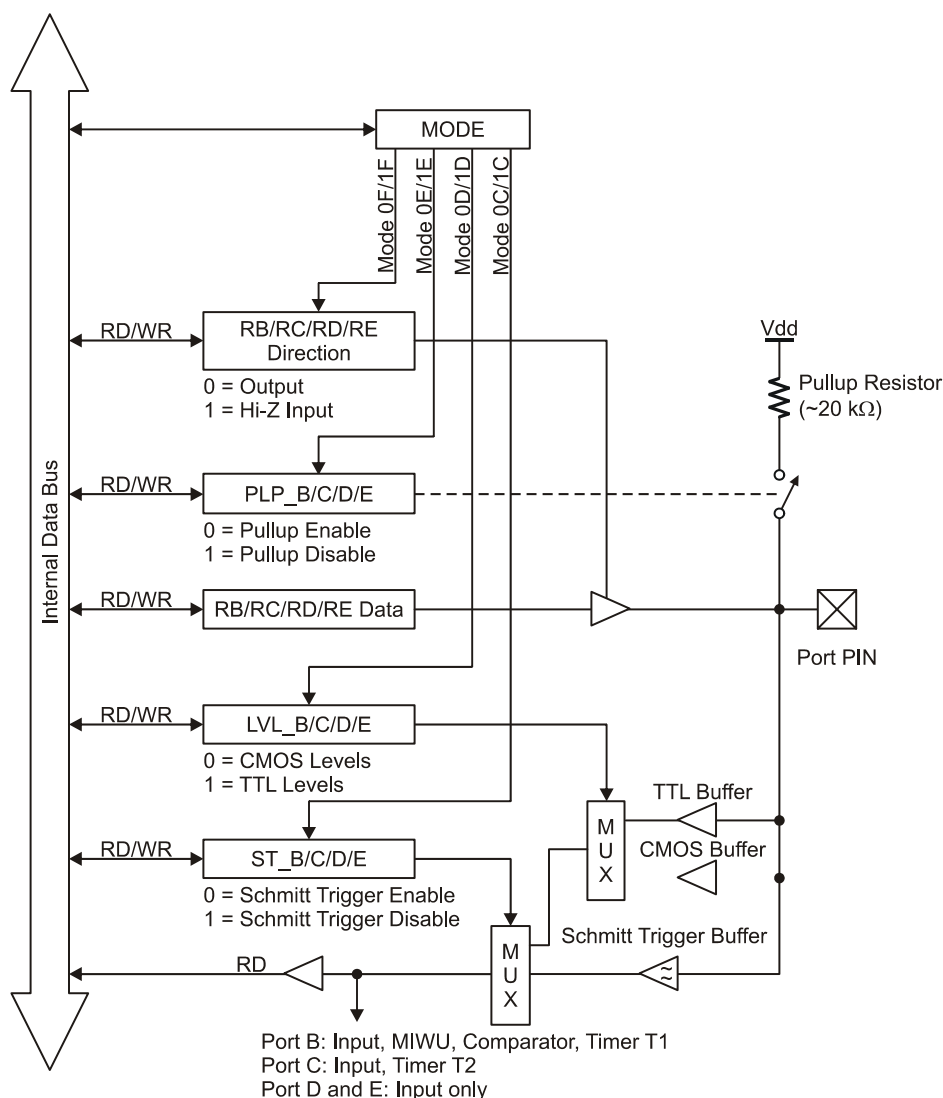 MODE
Mode 0F/1F
Mode 0E/1E
Mode 0D/1D
Mode 0C/1C
Internal Data Bus
RD/WR
RB/RC/RD/RE
Direction
0 = Output
1 = Hi-Z Input
Vdd
Pullup Resistor
(~20 kΩ)
RD/WR
PLP_B/C/D/E
0 = Pullup Enable
1 = Pullup Disable
RD/WR
RB/RC/RD/RE Data
Port PIN
RD/WR
LVL_B/C/D/E
0 = CMOS Levels
1 = TTL Levels
MUX
TTL Buffer
CMOS Buffer
RD/WR
ST_B/C/D/E
0 = Schmitt Trigger Enable
1 = Schmitt Trigger Disable
MUX
Schmitt Trigger Buffer
RD
≈
Port B: Input, MIWU, Comparator, Timer T1
Port C: Input, Timer T2
Port D and E: Input only